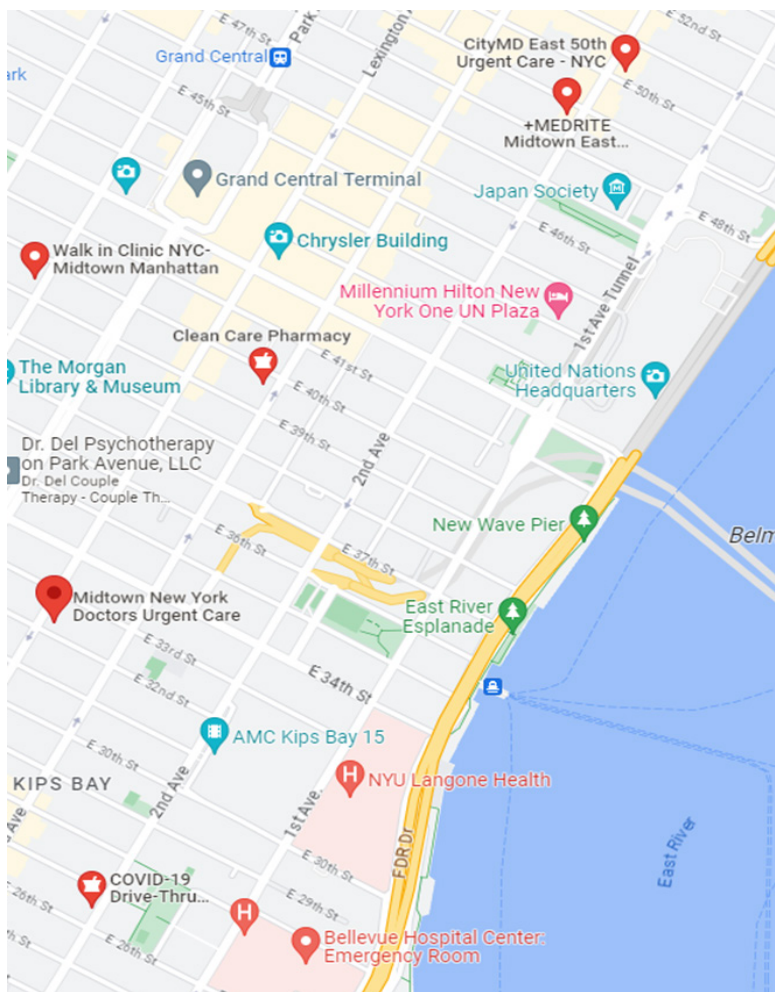 E 47th St
Park
Lexington
52nd St
CityMD East 50th
Urgent Care - NYC
Grand Central
ark
E 50th St
E 45th St
+MEDRITE
Midtown East...
Grand Central Terminal
Japan Society
E 48th St
E 46th St
Chrysler Building
Walk in Clinic NYC-
Midtown Manhattan
1st Ave Tunnel
Millennium Hilton New
York One UN Plaza
Clean Care Pharmacy
E 41st St
The Morgan
Library & Museum
United Nations
Headquarters
E 40th St
E 39th St
2nd Ave
Dr. Del Psychotherapy
on Park Avenue, LLC
Dr. Del Couple
Therapy - Couple Th...
New Wave Pier
Belm
E 36th St
E 37th St
Midtown New York
Doctors Urgent Care
East River
Esplanade
E 33rd St
E 34th St
E 32nd St
AMC Kips Bay 15
E 30th St
NYU Langone Health
KIPS BAY
2nd Ave
1st Ave.
FDR Dr
East River
E 30th St
COVID-19
Drive-Thru...
Ave
E 26th St
E 29th St
E 26th St
Bellevue Hospital Center:
Emergency Room